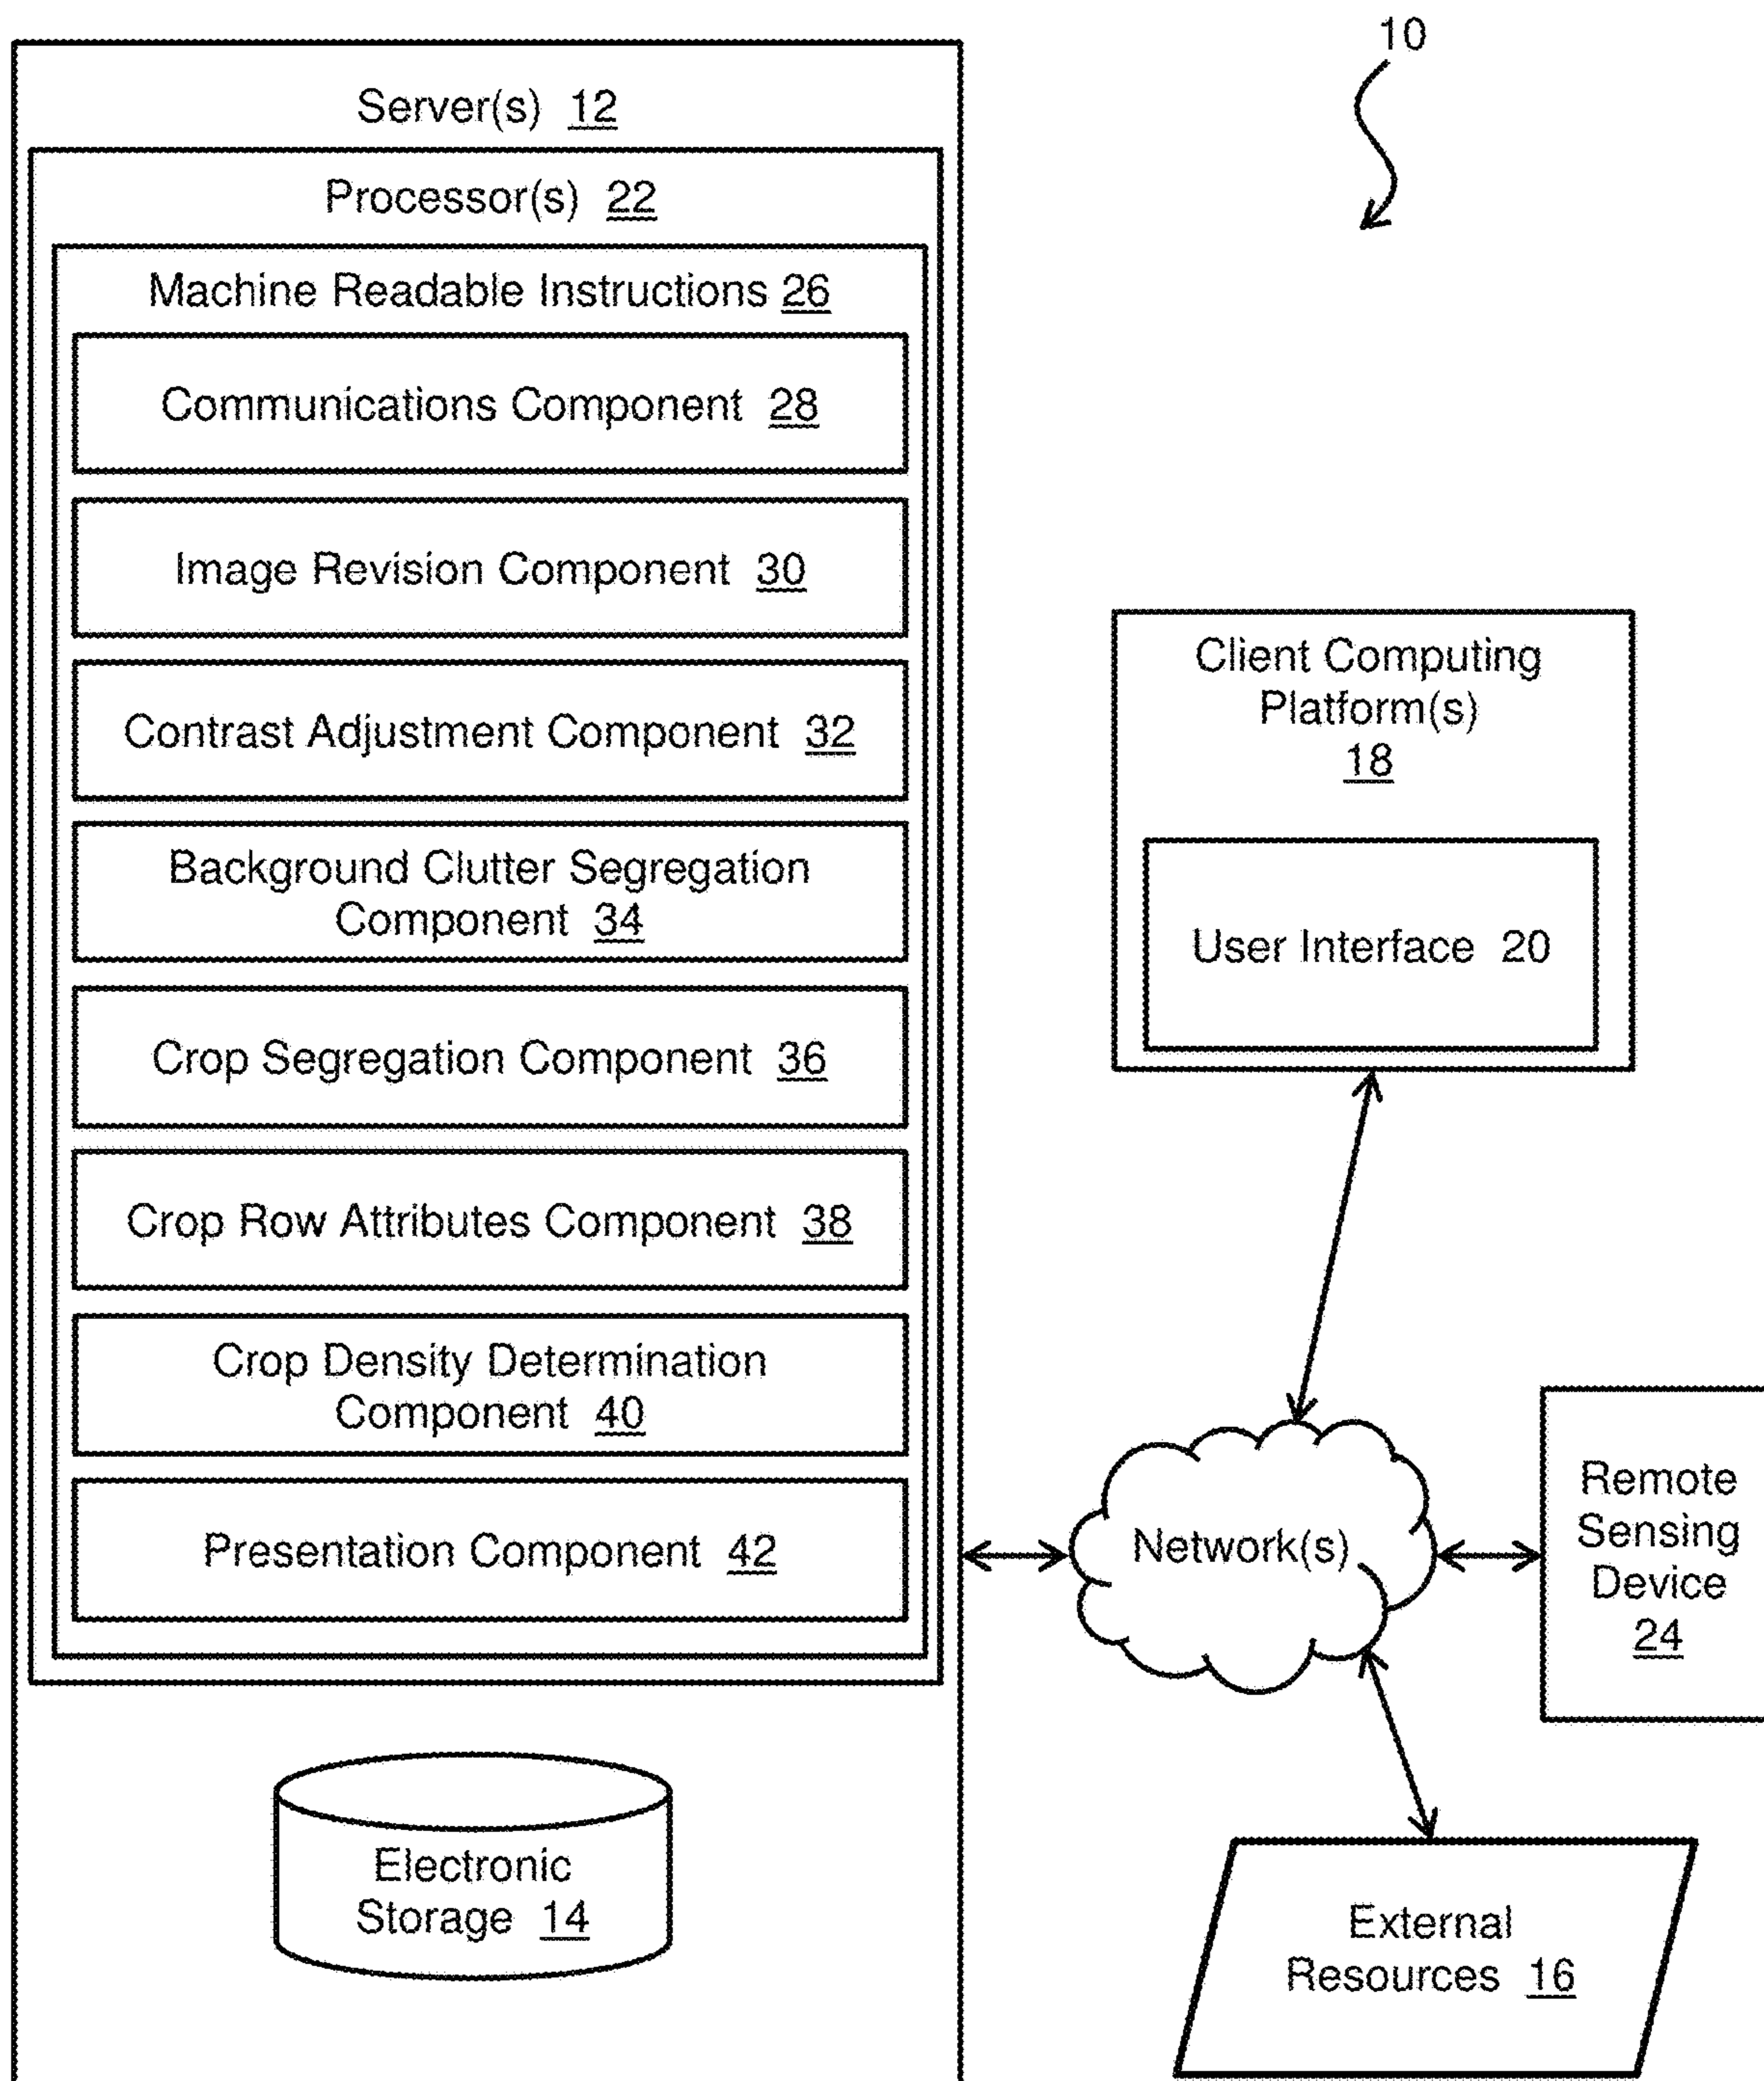 10
Server(s) 12
Processor(s) 22
Machine Readable Instructions 26
Communications Component 28
Image Revision Component 30
Contrast Adjustment Component 32
Background Clutter Segregation
Component 34
Crop Segregation Component 36
Crop Row Attributes Component 38
Crop Density Determination
Component 40
Presentation Component 42
Electronic
Storage 14
Client Computing
Platform(s)
18
User Interface 20
Network(s)
Remote
Sensing
Device
24
External
Resources 16